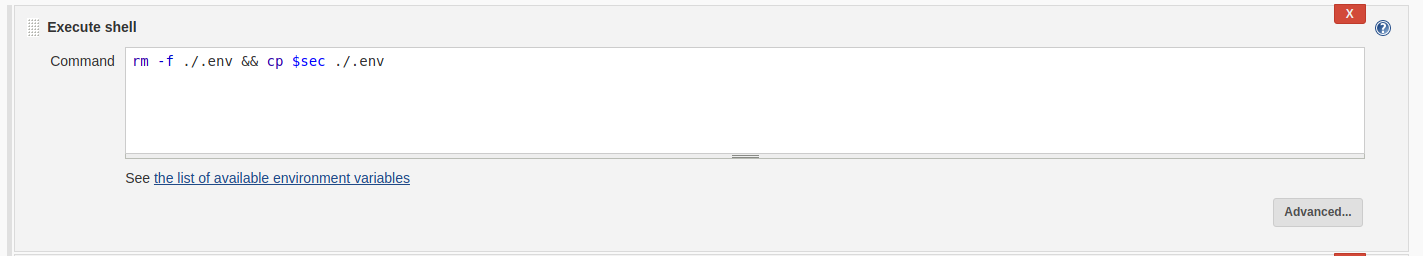 X
Execute shell
?
Command
rm -f ./.env && cp $sec ./.env
See the list of available environment variables
Advanced...